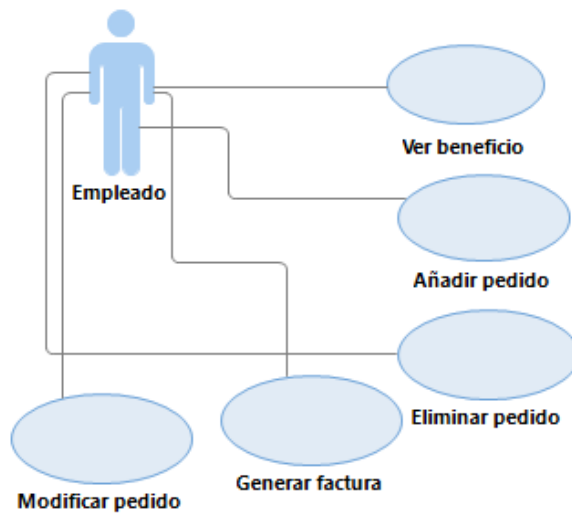 Ver beneficio
Empleado
Añadir pedido
Eliminar pedido
Generar factura
Modificar pedido